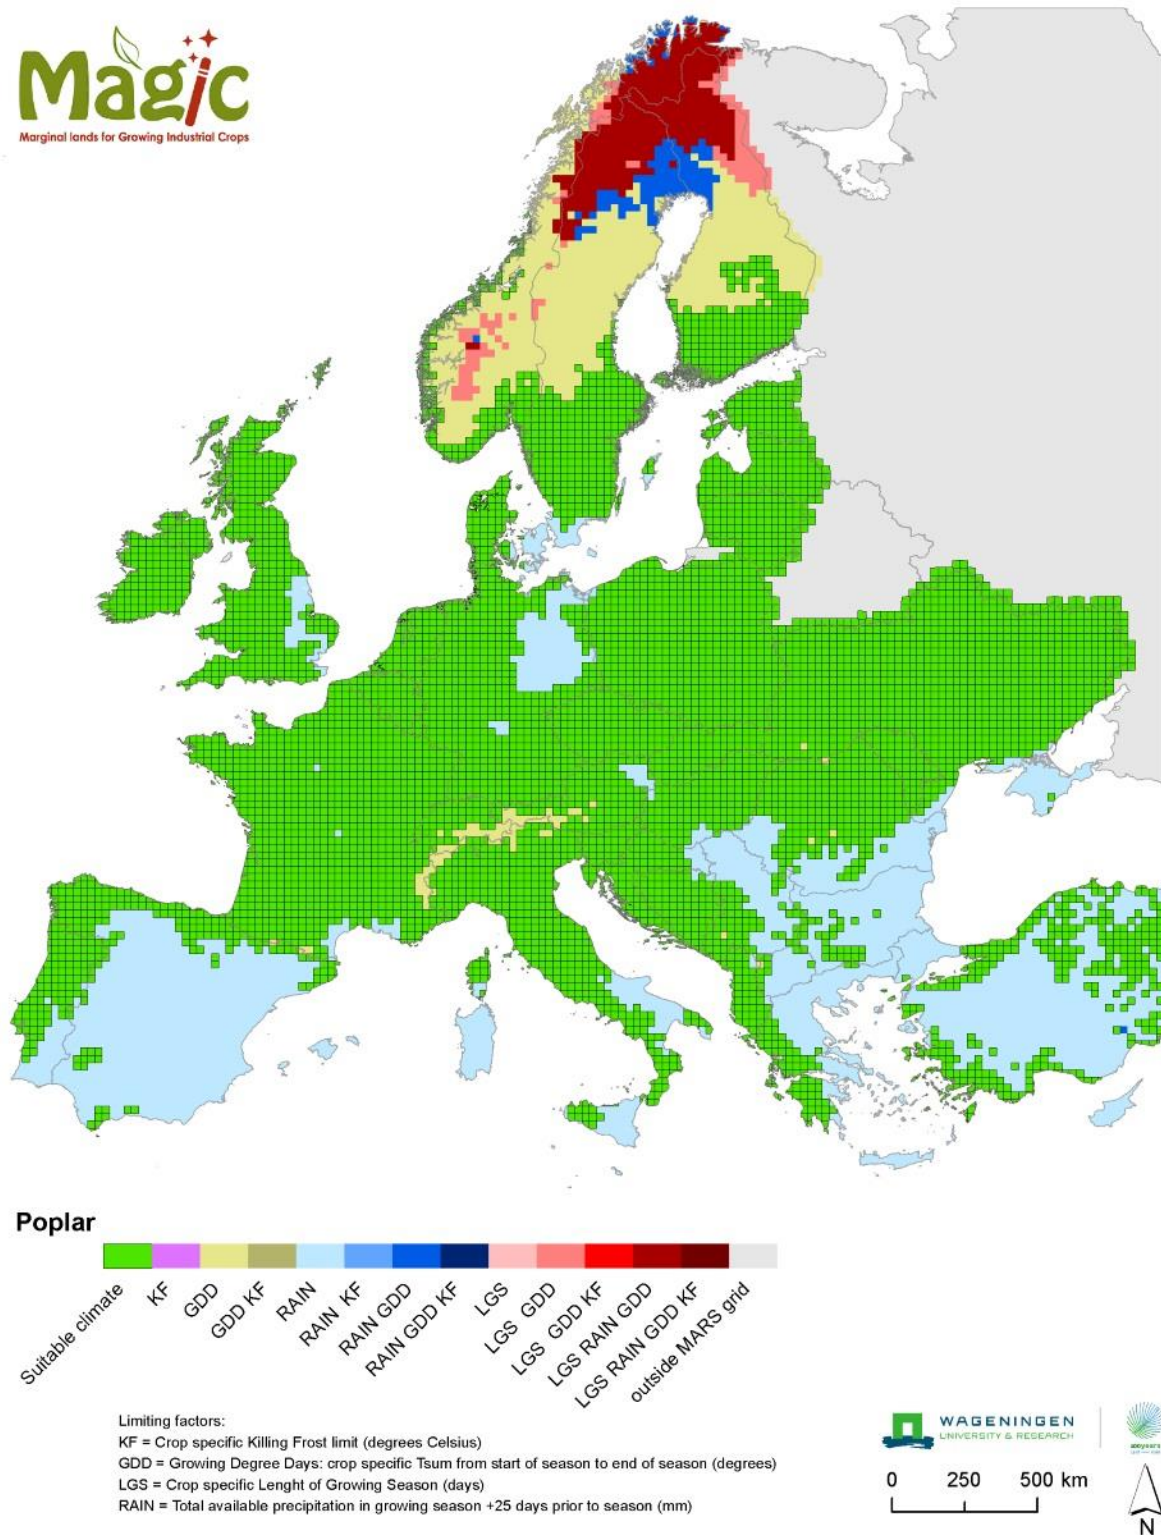 Magic
Marginal lands for Growing Industrial Crops
Poplar
Suitable climate
KF
GDD
GDD KF
RAIN
RAIN KF
RAIN GDD
RAIN GDD KF
LGS
LGS GDD
LGS GDD KF
LGS RAIN GDD
LGS RAIN GDD KF
outside MARS grid
Limiting factors:
KF = Crop specific Killing Frost limit (degrees Celsius)
GDD = Growing Degree Days: crop specific Tsum from start of season to end of season (degrees)
LGS = Crop specific Lenght of Growing Season (days)
RAIN = Total available precipitation in growing season +25 days prior to season (mm)
WAGENINGEN
UNIVERSITY & RESEARCH
0 250 500 km
N